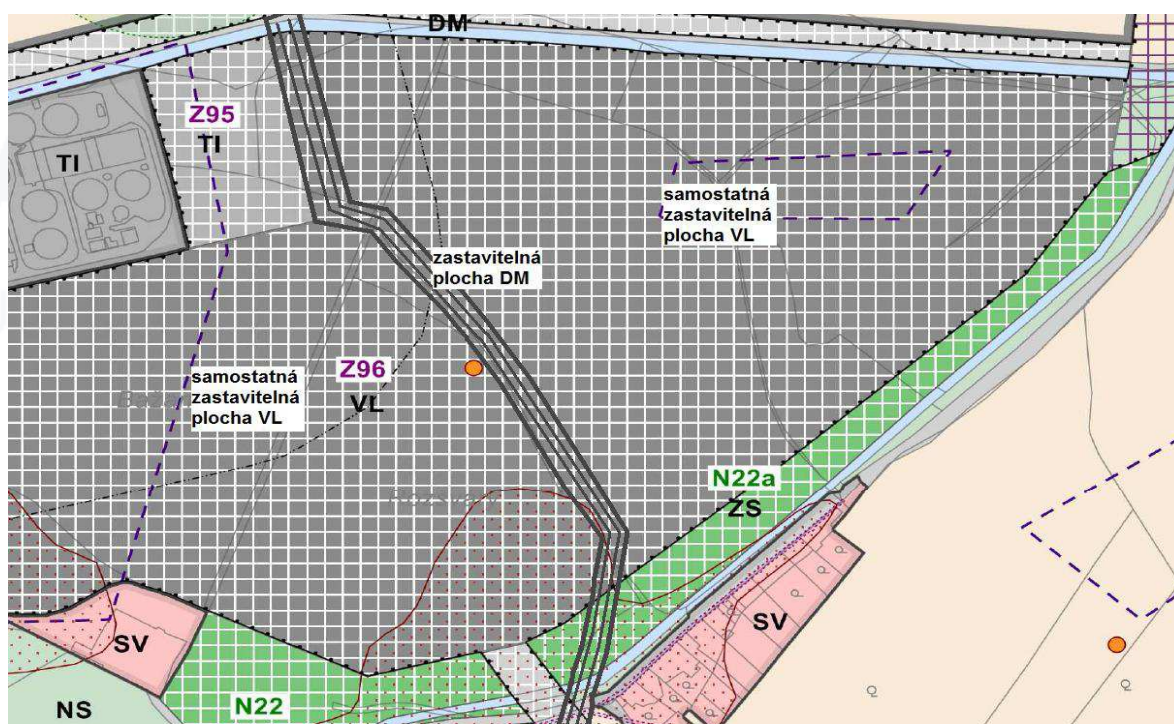 DM
Z95
TI
TI
samostatná
zastavitelná
plocha VL
zastavitelná
plocha DM
Z96
VL
samostatná
zastavitelná
plocha VL
N22a
ZS
SV
SV
N22
NS